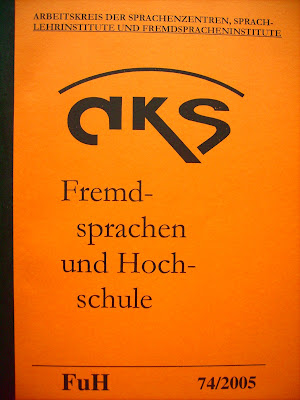 ARBEITSKREIS DER SPRACHENZENTREN, SPRACH-
LEHRINSTITUTE UND FREMDSPRACHENINSTITUTE
aks
Fremd-
sprachen
und Hoch-
schule
FuH 74/2005